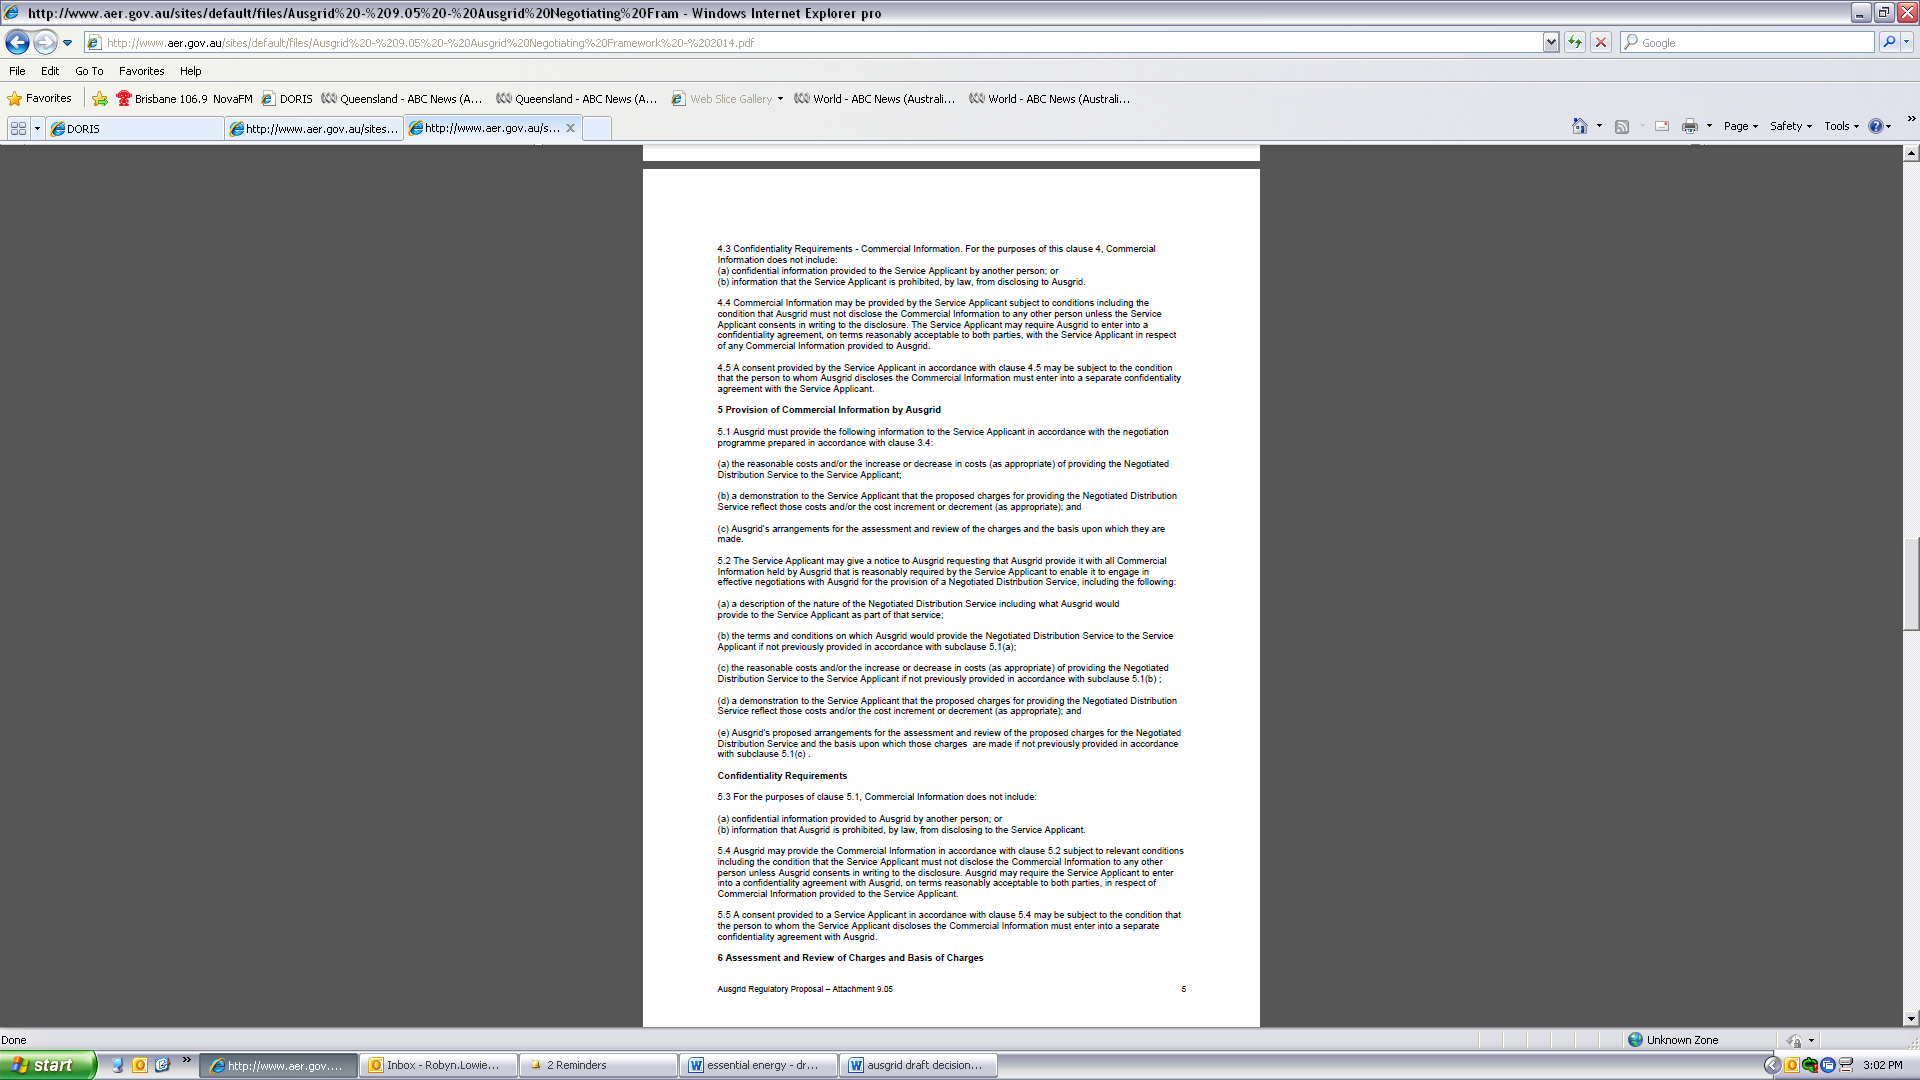 http://www.aer.gov.au/sites/default/files/Ausgrid%20-%209.05%20-%20Ausgrid%20Negotiating%20Fram - Windows Internet Explorer pro
http://www.aer.gov.au/sites/default/files/Ausgrid%20-%209.05%20-%20Ausgrid%20Negotiating%20Framework%20-%202014.pdf
Google
File Edit Go To Favorites Help
Favorites Brisbane 106.9 NovaFM DORIS Queensland - ABC News (A... Queensland - ABC News (A... Web Slice Gallery World - ABC News (Australi... World - ABC News (Australi...
DORIS http://www.aer.gov.au/sites... http://www.aer.gov.au/s... Page Safety Tools
4.3 Confidentiality Requirements - Commercial Information. For the purposes of this clause 4, Commercial
Information does not include:
(a) confidential information provided to the Service Applicant by another person; or
(b) information that the Service Applicant is prohibited, by law, from disclosing to Ausgrid.
4.4 Commercial Information may be provided by the Service Applicant subject to conditions including the
condition that Ausgrid must not disclose the Commercial Information to any other person unless the Service
Applicant consents in writing to the disclosure. The Service Applicant may require Ausgrid to enter into a
confidentiality agreement, on terms reasonably acceptable to both parties, with the Service Applicant in respect
of any Commercial Information provided to Ausgrid.
4.5 A consent provided by the Service Applicant in accordance with clause 4.5 may be subject to the condition
that the person to whom Ausgrid discloses the Commercial Information must enter into a separate confidentiality
agreement with the Service Applicant.
5 Provision of Commercial Information by Ausgrid
5.1 Ausgrid must provide the following information to the Service Applicant in accordance with the negotiation
programme prepared in accordance with clause 3.4:
(a) the reasonable costs and/or the increase or decrease in costs (as appropriate) of providing the Negotiated
Distribution Service to the Service Applicant;
(b) a demonstration to the Service Applicant that the proposed charges for providing the Negotiated Distribution
Service reflect those costs and/or the cost increment or decrement (as appropriate); and
(c) Ausgrid's arrangements for the assessment and review of the charges and the basis upon which they are
made.
5.2 The Service Applicant may give a notice to Ausgrid requesting that Ausgrid provide it with all Commercial
Information held by Ausgrid that is reasonably required by the Service Applicant to enable it to engage in
effective negotiations with Ausgrid for the provision of a Negotiated Distribution Service, including the following:
(a) a description of the nature of the Negotiated Distribution Service including what Ausgrid would
provide to the Service Applicant as part of that service;
(b) the terms and conditions on which Ausgrid would provide the Negotiated Distribution Service to the Service
Applicant if not previously provided in accordance with subclause 5.1(a);
(c) the reasonable costs and/or the increase or decrease in costs (as appropriate) of providing the Negotiated
Distribution Service to the Service Applicant if not previously provided in accordance with subclause 5.1(b) ;
(d) a demonstration to the Service Applicant that the proposed charges for providing the Negotiated Distribution
Service reflect those costs and/or the cost increment or decrement (as appropriate); and
(e) Ausgrid's proposed arrangements for the assessment and review of the proposed charges for the Negotiated
Distribution Service and the basis upon which those charges are made if not previously provided in accordance
with subclause 5.1(c) .
Confidentiality Requirements
5.3 For the purposes of clause 5.1, Commercial Information does not include:
(a) confidential information provided to Ausgrid by another person; or
(b) information that Ausgrid is prohibited, by law, from disclosing to the Service Applicant.
5.4 Ausgrid may provide the Commercial Information in accordance with clause 5.2 subject to relevant conditions
including the condition that the Service Applicant must not disclose the Commercial Information to any other
person unless Ausgrid consents in writing to the disclosure. Ausgrid may require the Service Applicant to enter
into a confidentiality agreement with Ausgrid, on terms reasonably acceptable to both parties, in respect of
Commercial Information provided to the Service Applicant.
5.5 A consent provided to a Service Applicant in accordance with clause 5.4 may be subject to the condition that
the person to whom the Service Applicant discloses the Commercial Information must enter into a separate
confidentiality agreement with Ausgrid.
6 Assessment and Review of Charges and Basis of Charges
Ausgrid Regulatory Proposal – Attachment 9.05 5
Done Unknown Zone
start http://www.aer.gov.... Inbox - Robyn.Lowie... 2 Reminders essential energy - dr... ausgrid draft decision... 3:02 PM